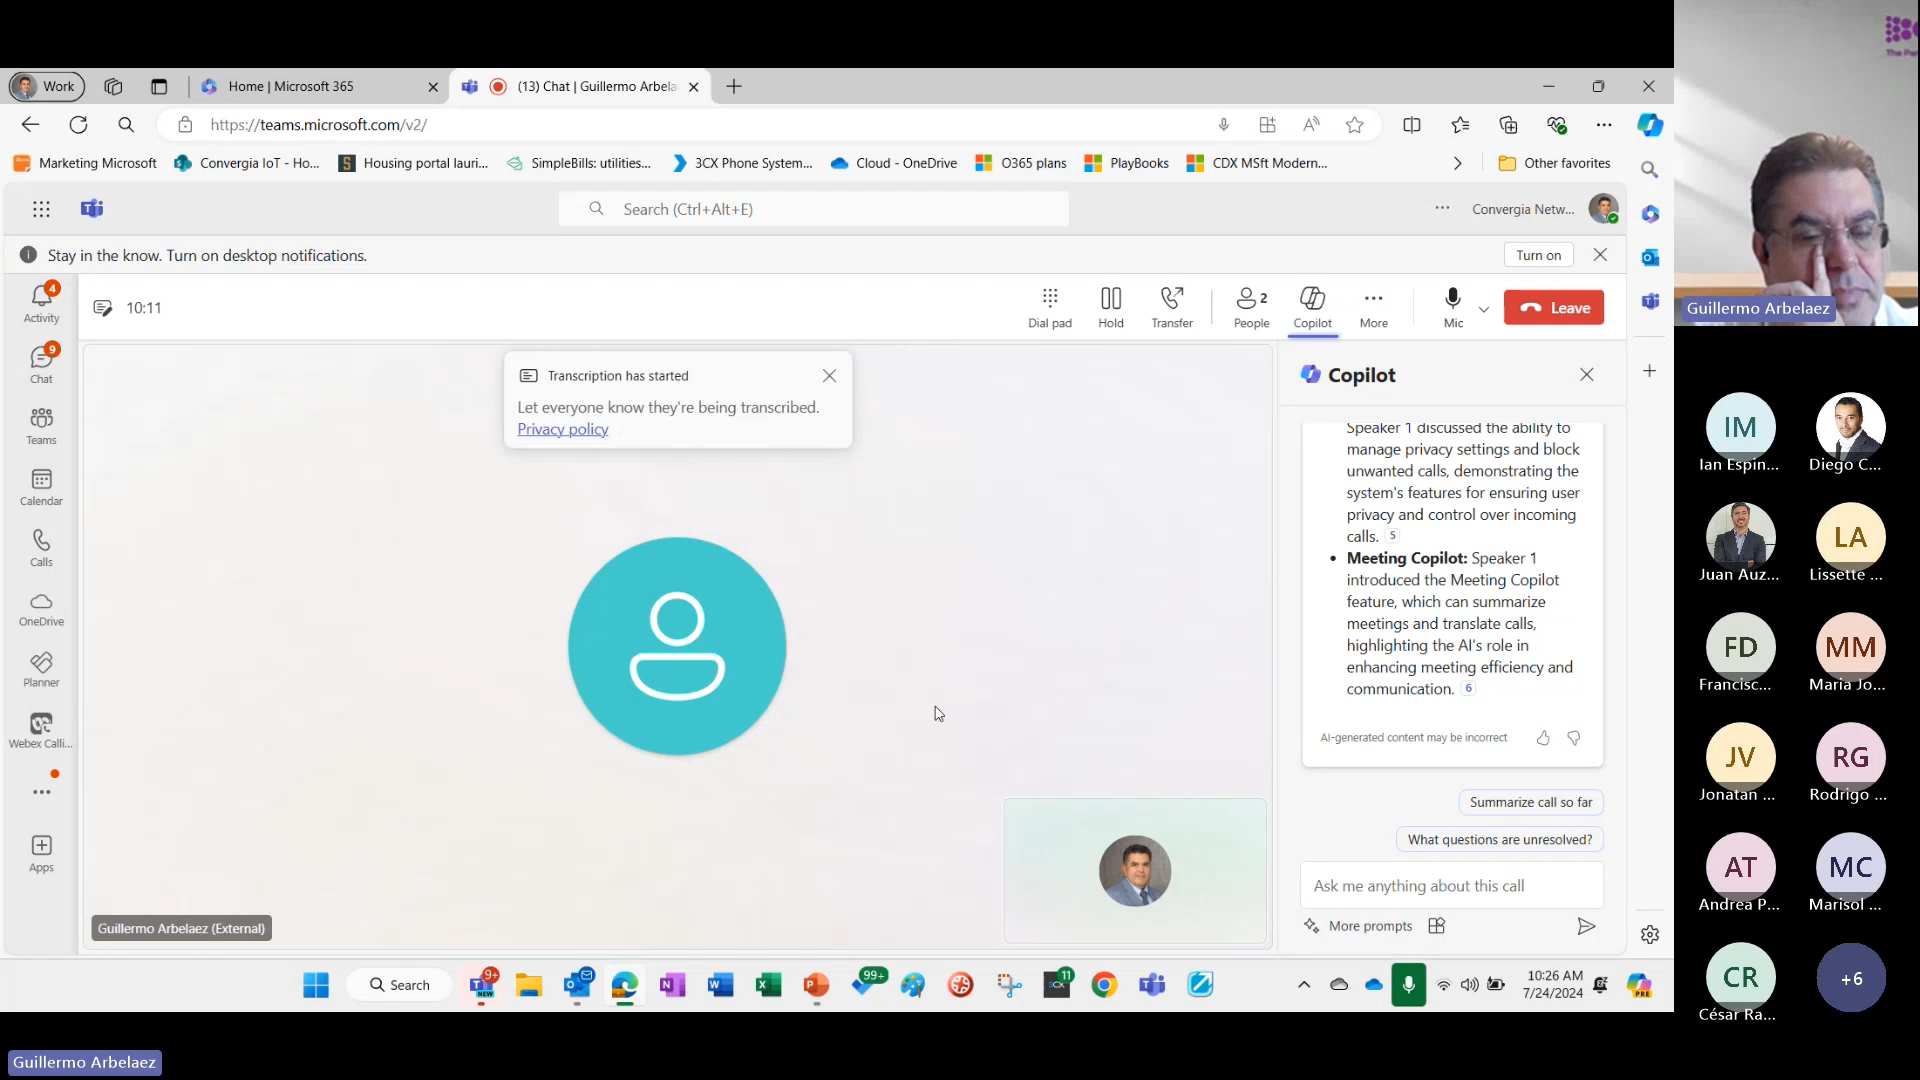 Work
Home | Microsoft 365
(13) Chat | Guillermo Arbela
https://teams.microsoft.com/v2/
Marketing Microsoft
Convergia IoT - Ho...
Housing portal lauri...
SimpleBills: utilities...
3CX Phone System...
Cloud - OneDrive
O365 plans
PlayBooks
CDX MSft Modern...
Other favorites
Search (Ctrl+Alt+E)
Convergia Netw...
Stay in the know. Turn on desktop notifications.
Turn on
4
Activity
9
Chat
Teams
Calendar
Calls
OneDrive
Planner
Webex Calli...
Apps
10:11
Dial pad
Hold
Transfer
2
People
Copilot
More
Mic
Leave
Transcription has started
Let everyone know they're being transcribed.
Privacy policy
Guillermo Arbelaez (External)
Copilot
Speaker 1 discussed the ability to
manage privacy settings and block
unwanted calls, demonstrating the
system's features for ensuring user
privacy and control over incoming
calls. 5
• Meeting Copilot: Speaker 1
introduced the Meeting Copilot
feature, which can summarize
meetings and translate calls,
highlighting the AI's role in
enhancing meeting efficiency and
communication. 6
AI-generated content may be incorrect
Summarize call so far
What questions are unresolved?
Ask me anything about this call
More prompts
Search
9+
NEW
99+
11
3CX
10:26 AM
7/24/2024
PRE
Guillermo Arbelaez
Guillermo Arbelaez
IM
Ian Espin...
Diego C...
Juan Auz...
LA
Lissette ...
FD
Francisc...
MM
Maria Jo...
JV
Jonatan ...
RG
Rodrigo ...
AT
Andrea P...
MC
Marisol ...
CR
César Ra...
+6